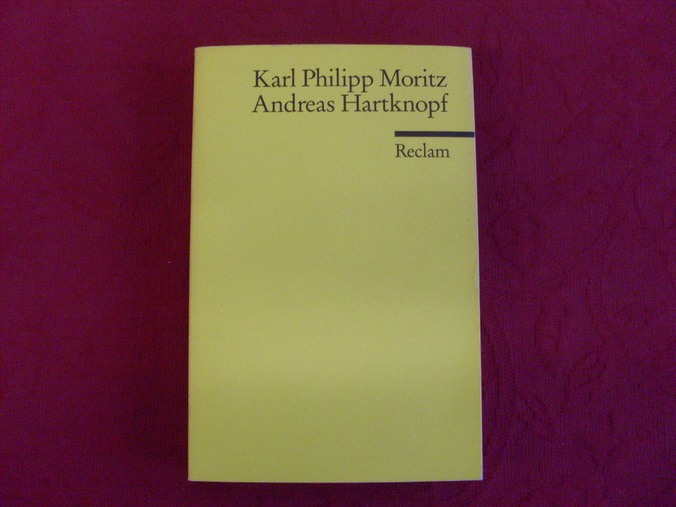 Karl Philipp Moritz
Andreas Hartknopf
Reclam